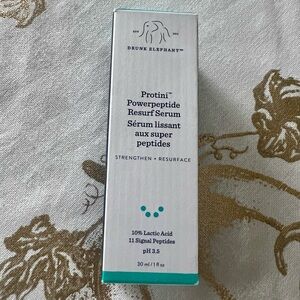 DRUNK ELEPHANT™
Protini™
Powerpeptide
Resurf Serum
Sérum lissant
aux super
peptides
STRENGTHEN • RESURFACE
10% Lactic Acid
11 Signal Peptides
pH 3.5
30 ml / 1 fl oz